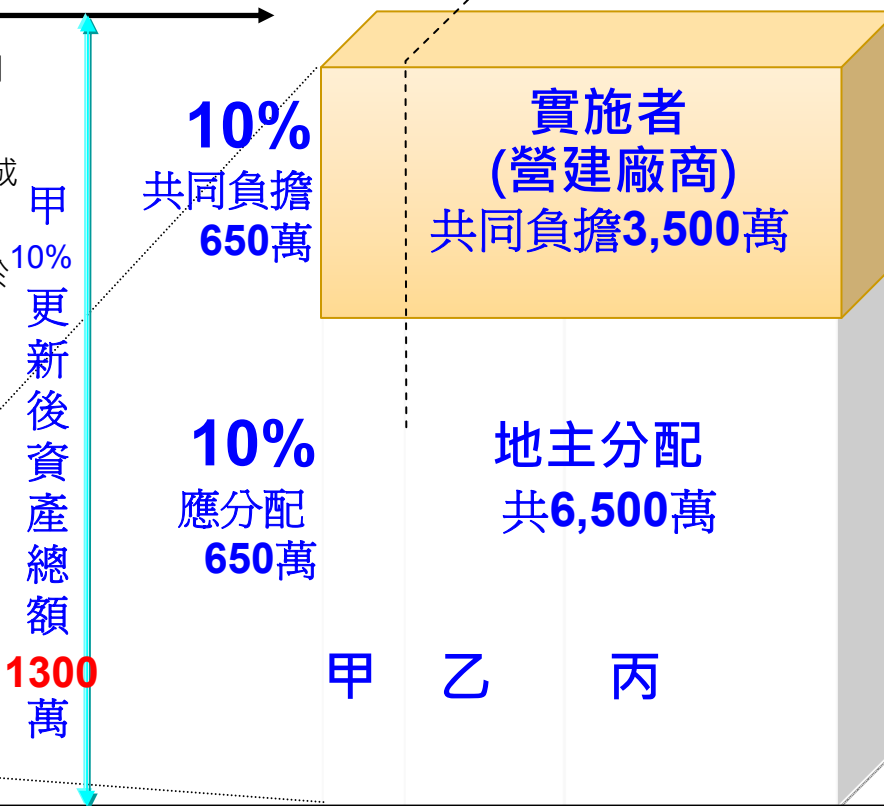 成
於
甲
10%
更
新
後
資
產
總
額
1300
萬
10%
共同負擔
650萬
實施者
(營建廠商)
共同負擔3,500萬
10%
應分配
650萬
地主分配
共6,500萬
甲 乙 丙